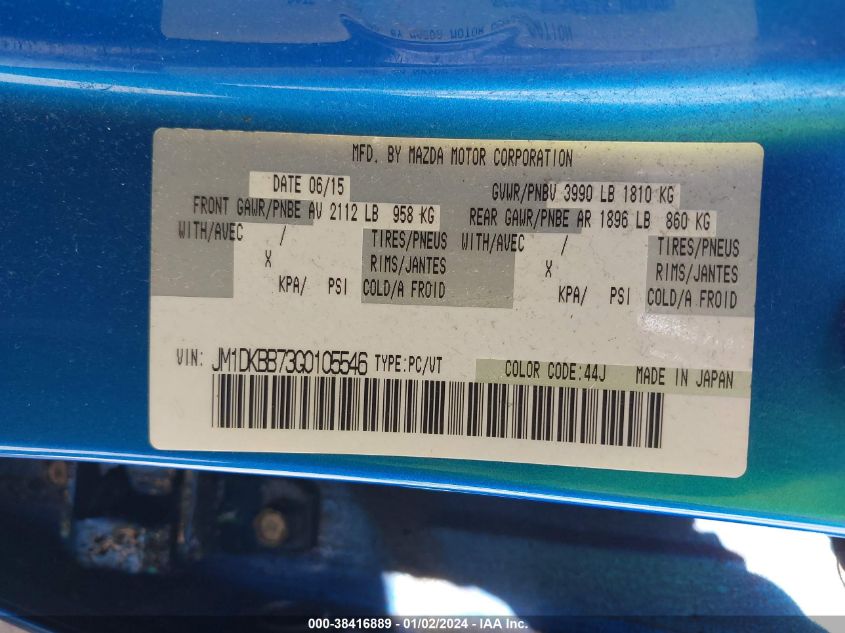 MFD. BY MAZDA MOTOR CORPORATION
DATE 06/15 GVWR/PNBV 3990 LB 1810 KG
FRONT GAWR/PNBE AV 2112 LB 958 KG REAR GAWR/PNBE AR 1896 LB 860 KG
WITH/AVEC / TIRES/PNEUS WITH/AVEC / TIRES/PNEUS
X RIMS/JANTES X RIMS/JANTES
KPA/ PSI COLD/A FROID KPA/ PSI COLD/A FROID
VIN: JM1DKBB73G0105546 TYPE:PC/VT COLOR CODE:44J MADE IN JAPAN
000-38416889 - 01/02/2024 - IAA Inc.